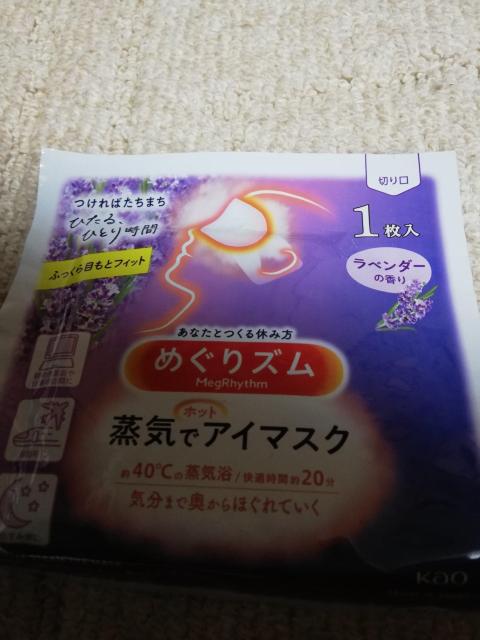 切り口
つければたちまち
ひたる、
ひとり時間
ふっくら目もとフィット
1枚入
ラベンダー
の香り
あなたとつくる休み方
めぐりズム
MegRhythm
ホット
蒸気でアイマスク
約40℃の蒸気浴/快適時間約20分
気分まで奥からほぐれていく
Kao